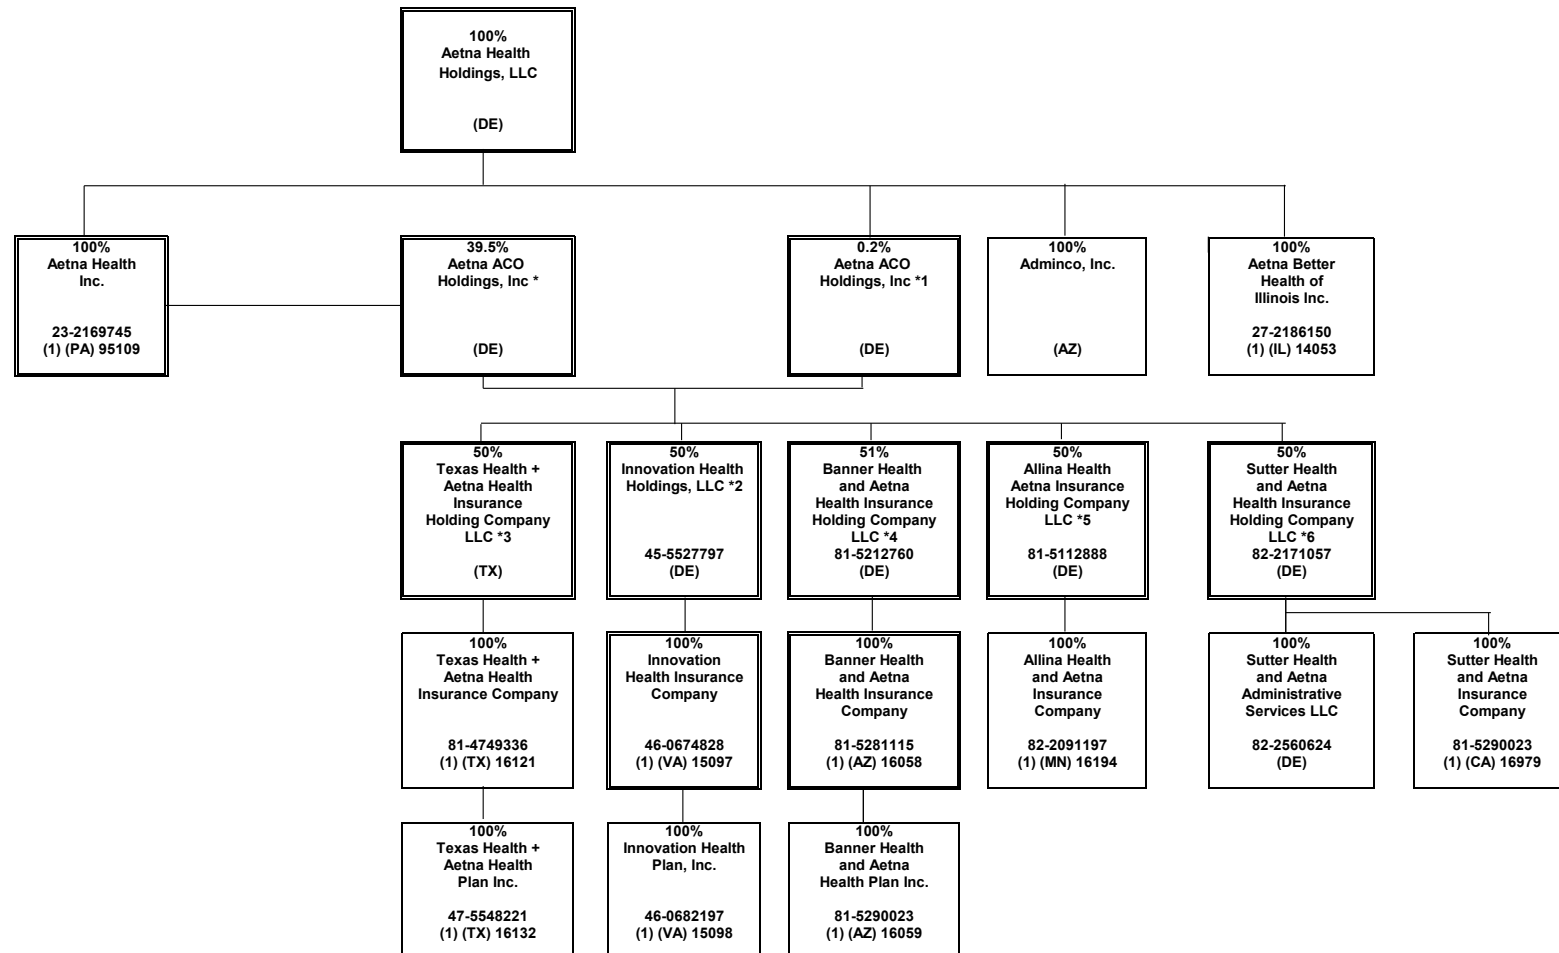 100%
Aetna Health
Holdings, LLC
(DE)
100%
Aetna Health
Inc.
23-2169745
(1) (PA) 95109
39.5%
Aetna ACO
Holdings, Inc *
(DE)
0.2%
Aetna ACO
Holdings, Inc *1
(DE)
100%
Adminco, Inc.
(AZ)
100%
Aetna Better
Health of
Illinois Inc.
27-2186150
(1) (IL) 14053
50%
Texas Health +
Aetna Health
Insurance
Holding Company
LLC *3
(TX)
50%
Innovation Health
Holdings, LLC *2
45-5527797
(DE)
51%
Banner Health
and Aetna
Health Insurance
Holding Company
LLC *4
81-5212760
(DE)
50%
Allina Health
Aetna Insurance
Holding Company
LLC *5
81-5112888
(DE)
50%
Sutter Health
and Aetna
Health Insurance
Holding Company
LLC *6
82-2171057
(DE)
100%
Texas Health +
Aetna Health
Insurance Company
81-4749336
(1) (TX) 16121
100%
Innovation
Health Insurance
Company
46-0674828
(1) (VA) 15097
100%
Banner Health
and Aetna
Health Insurance
Company
81-5281115
(1) (AZ) 16058
100%
Allina Health
and Aetna
Insurance
Company
82-2091197
(1) (MN) 16194
100%
Sutter Health
and Aetna
Administrative
Services LLC
82-2560624
(DE)
100%
Sutter Health
and Aetna
Insurance
Company
81-5290023
(1) (CA) 16979
100%
Texas Health +
Aetna Health
Plan Inc.
47-5548221
(1) (TX) 16132
100%
Innovation Health
Plan, Inc.
46-0682197
(1) (VA) 15098
100%
Banner Health
and Aetna
Health Plan Inc.
81-5290023
(1) (AZ) 16059